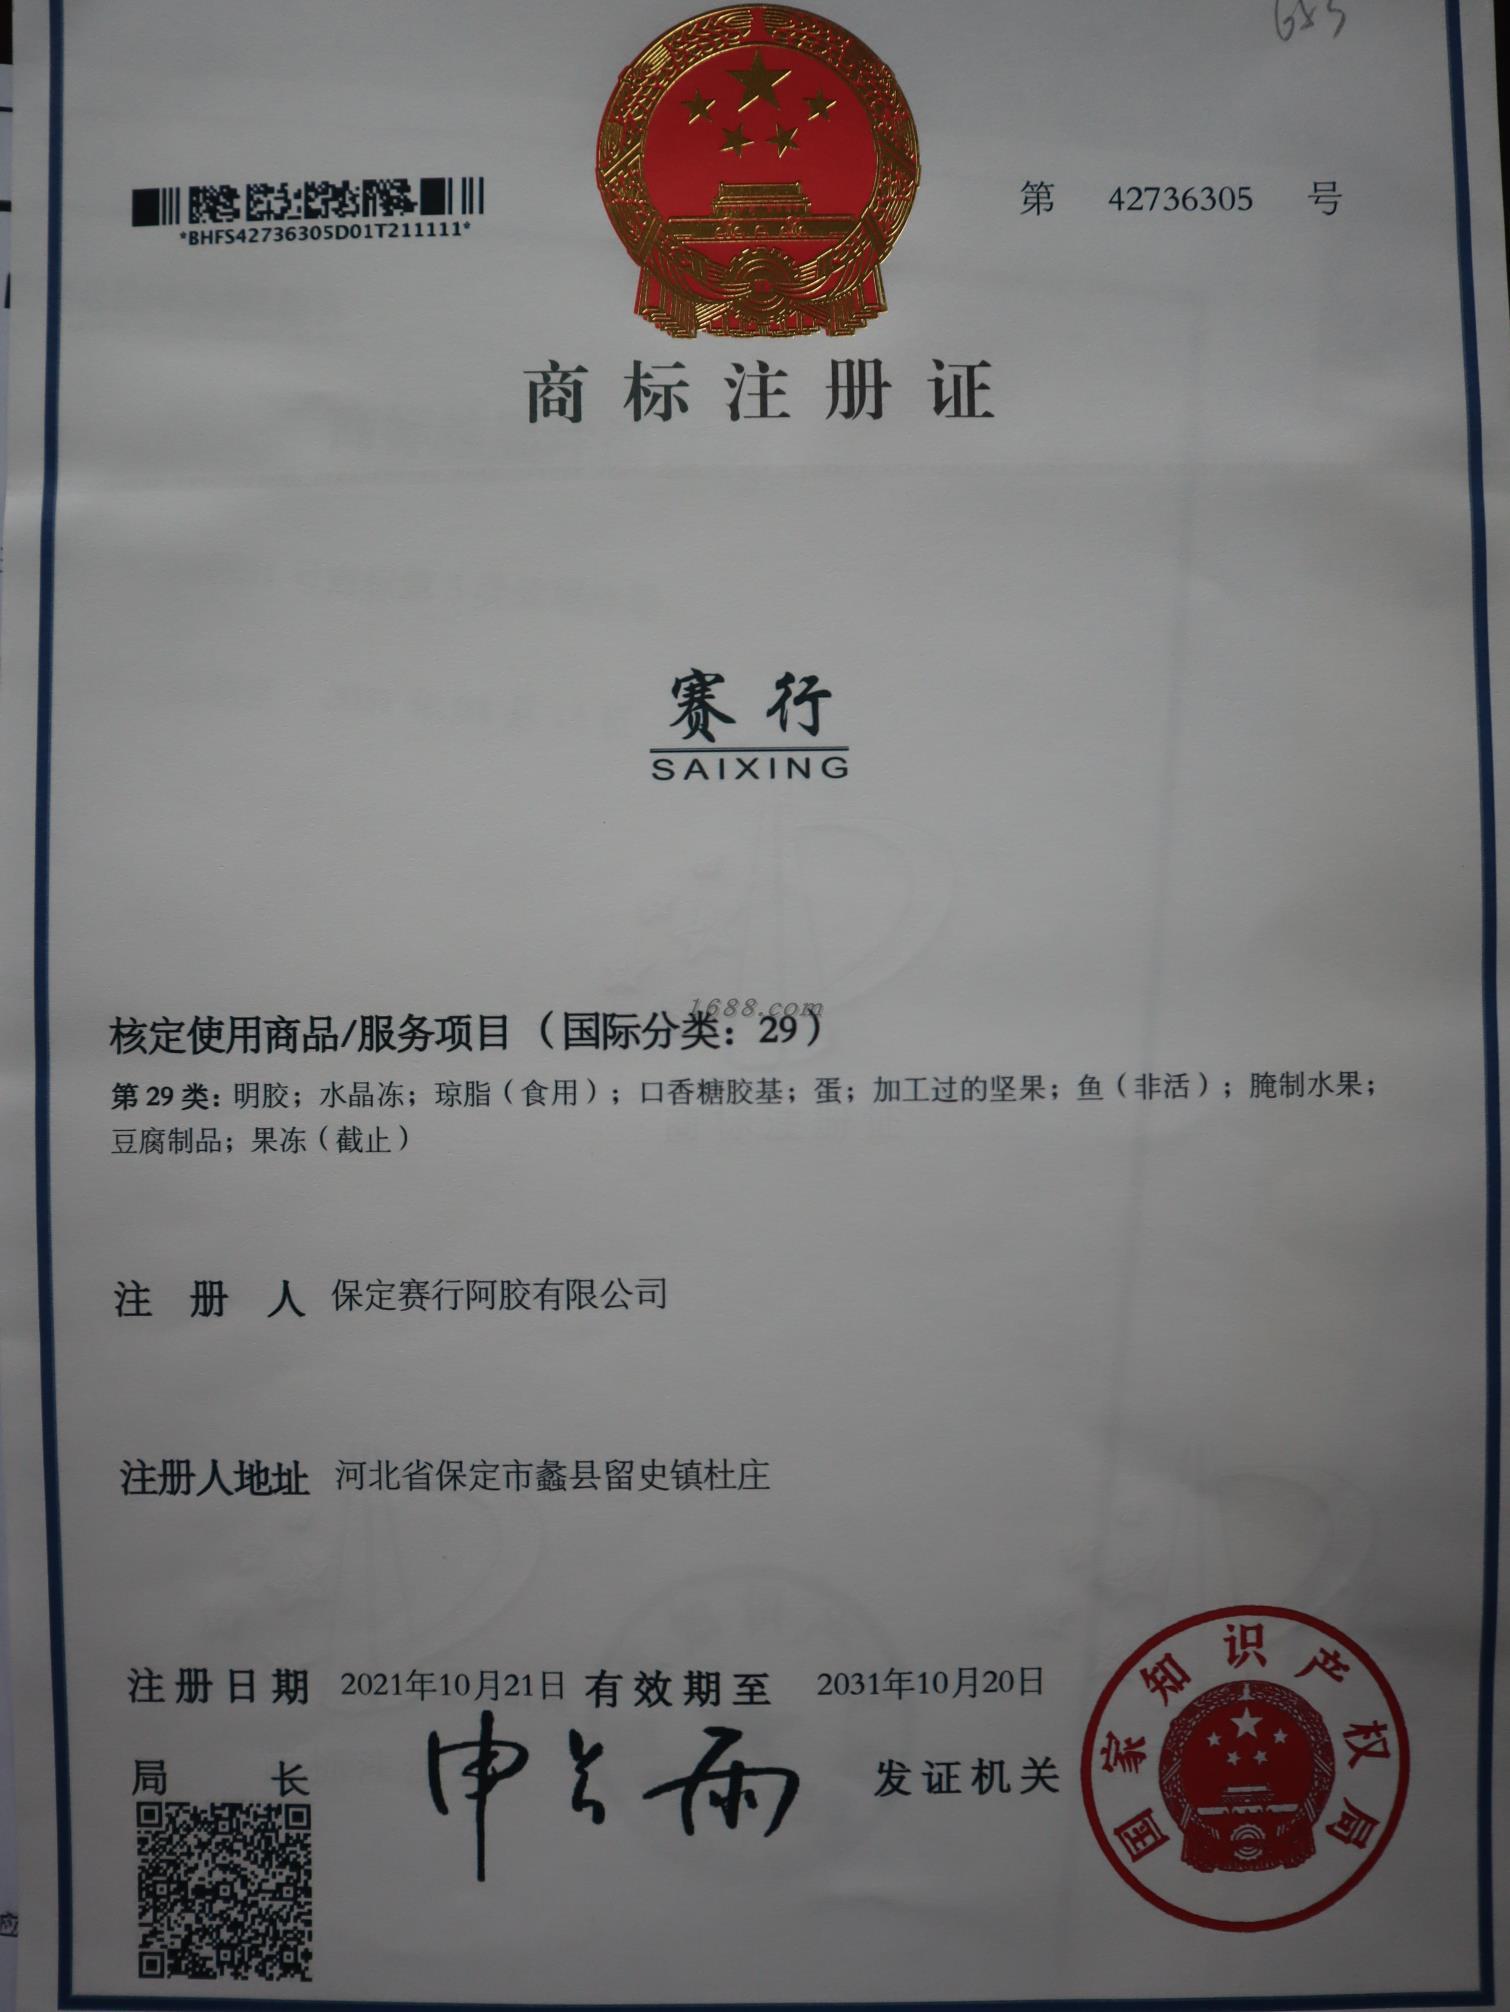 第 42736305 号
*BHFS42736305D01T211111*
商标注册证
赛行
SAIXING
1688.com
核定使用商品/服务项目（国际分类：29）
第 29 类：明胶；水晶冻；琼脂（食用）；口香糖胶基；蛋；加工过的坚果；鱼（非活）；腌制水果；
豆腐制品；果冻（截止）
注册人 保定赛行阿胶有限公司
注册人地址 河北省保定市蠡县留史镇杜庄
注册日期 2021年10月21日 有效期至 2031年10月20日
局长 申长雨 发证机关
国家知识产权局